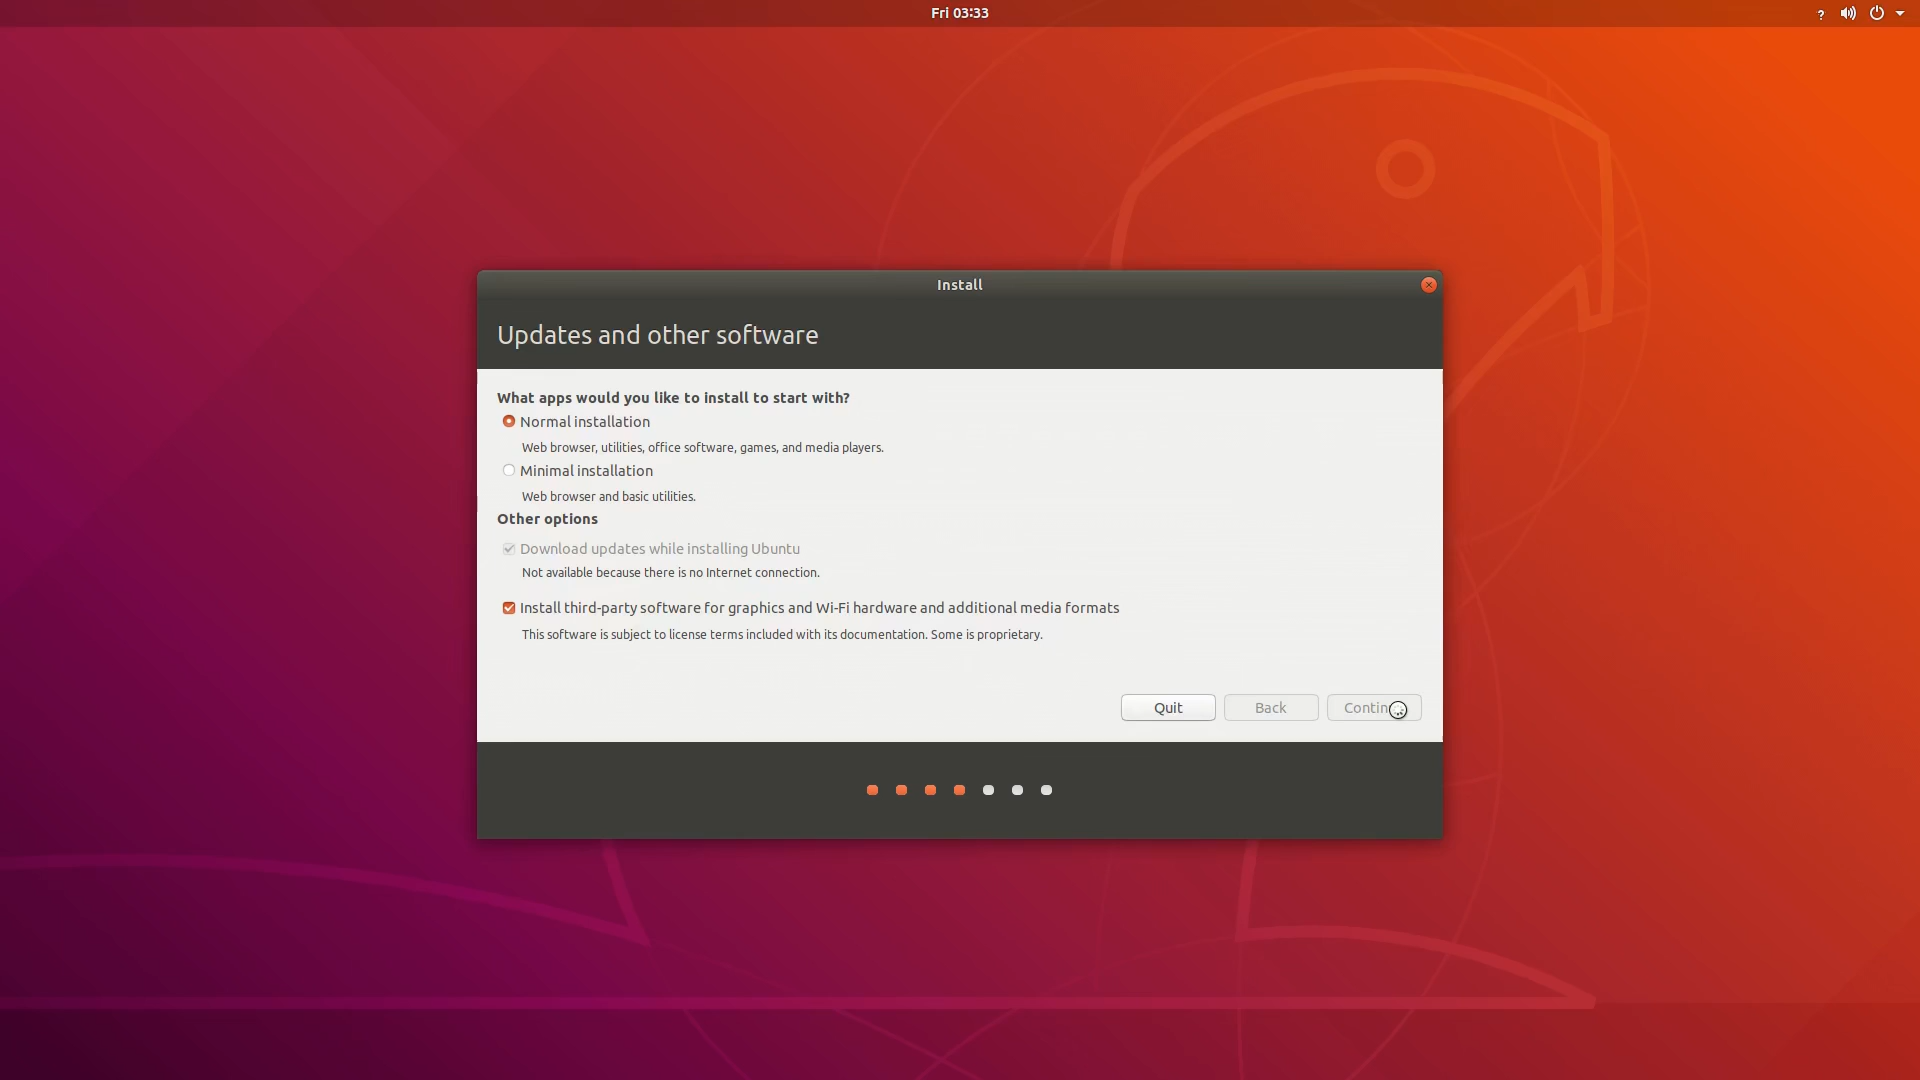 Fri 03:33
?
Install
Updates and other software
What apps would you like to install to start with?
Normal installation
Web browser, utilities, office software, games, and media players.
Minimal installation
Web browser and basic utilities.
Other options
Download updates while installing Ubuntu
Not available because there is no Internet connection.
Install third-party software for graphics and Wi-Fi hardware and additional media formats
This software is subject to license terms included with its documentation. Some is proprietary.
Quit Back Contin